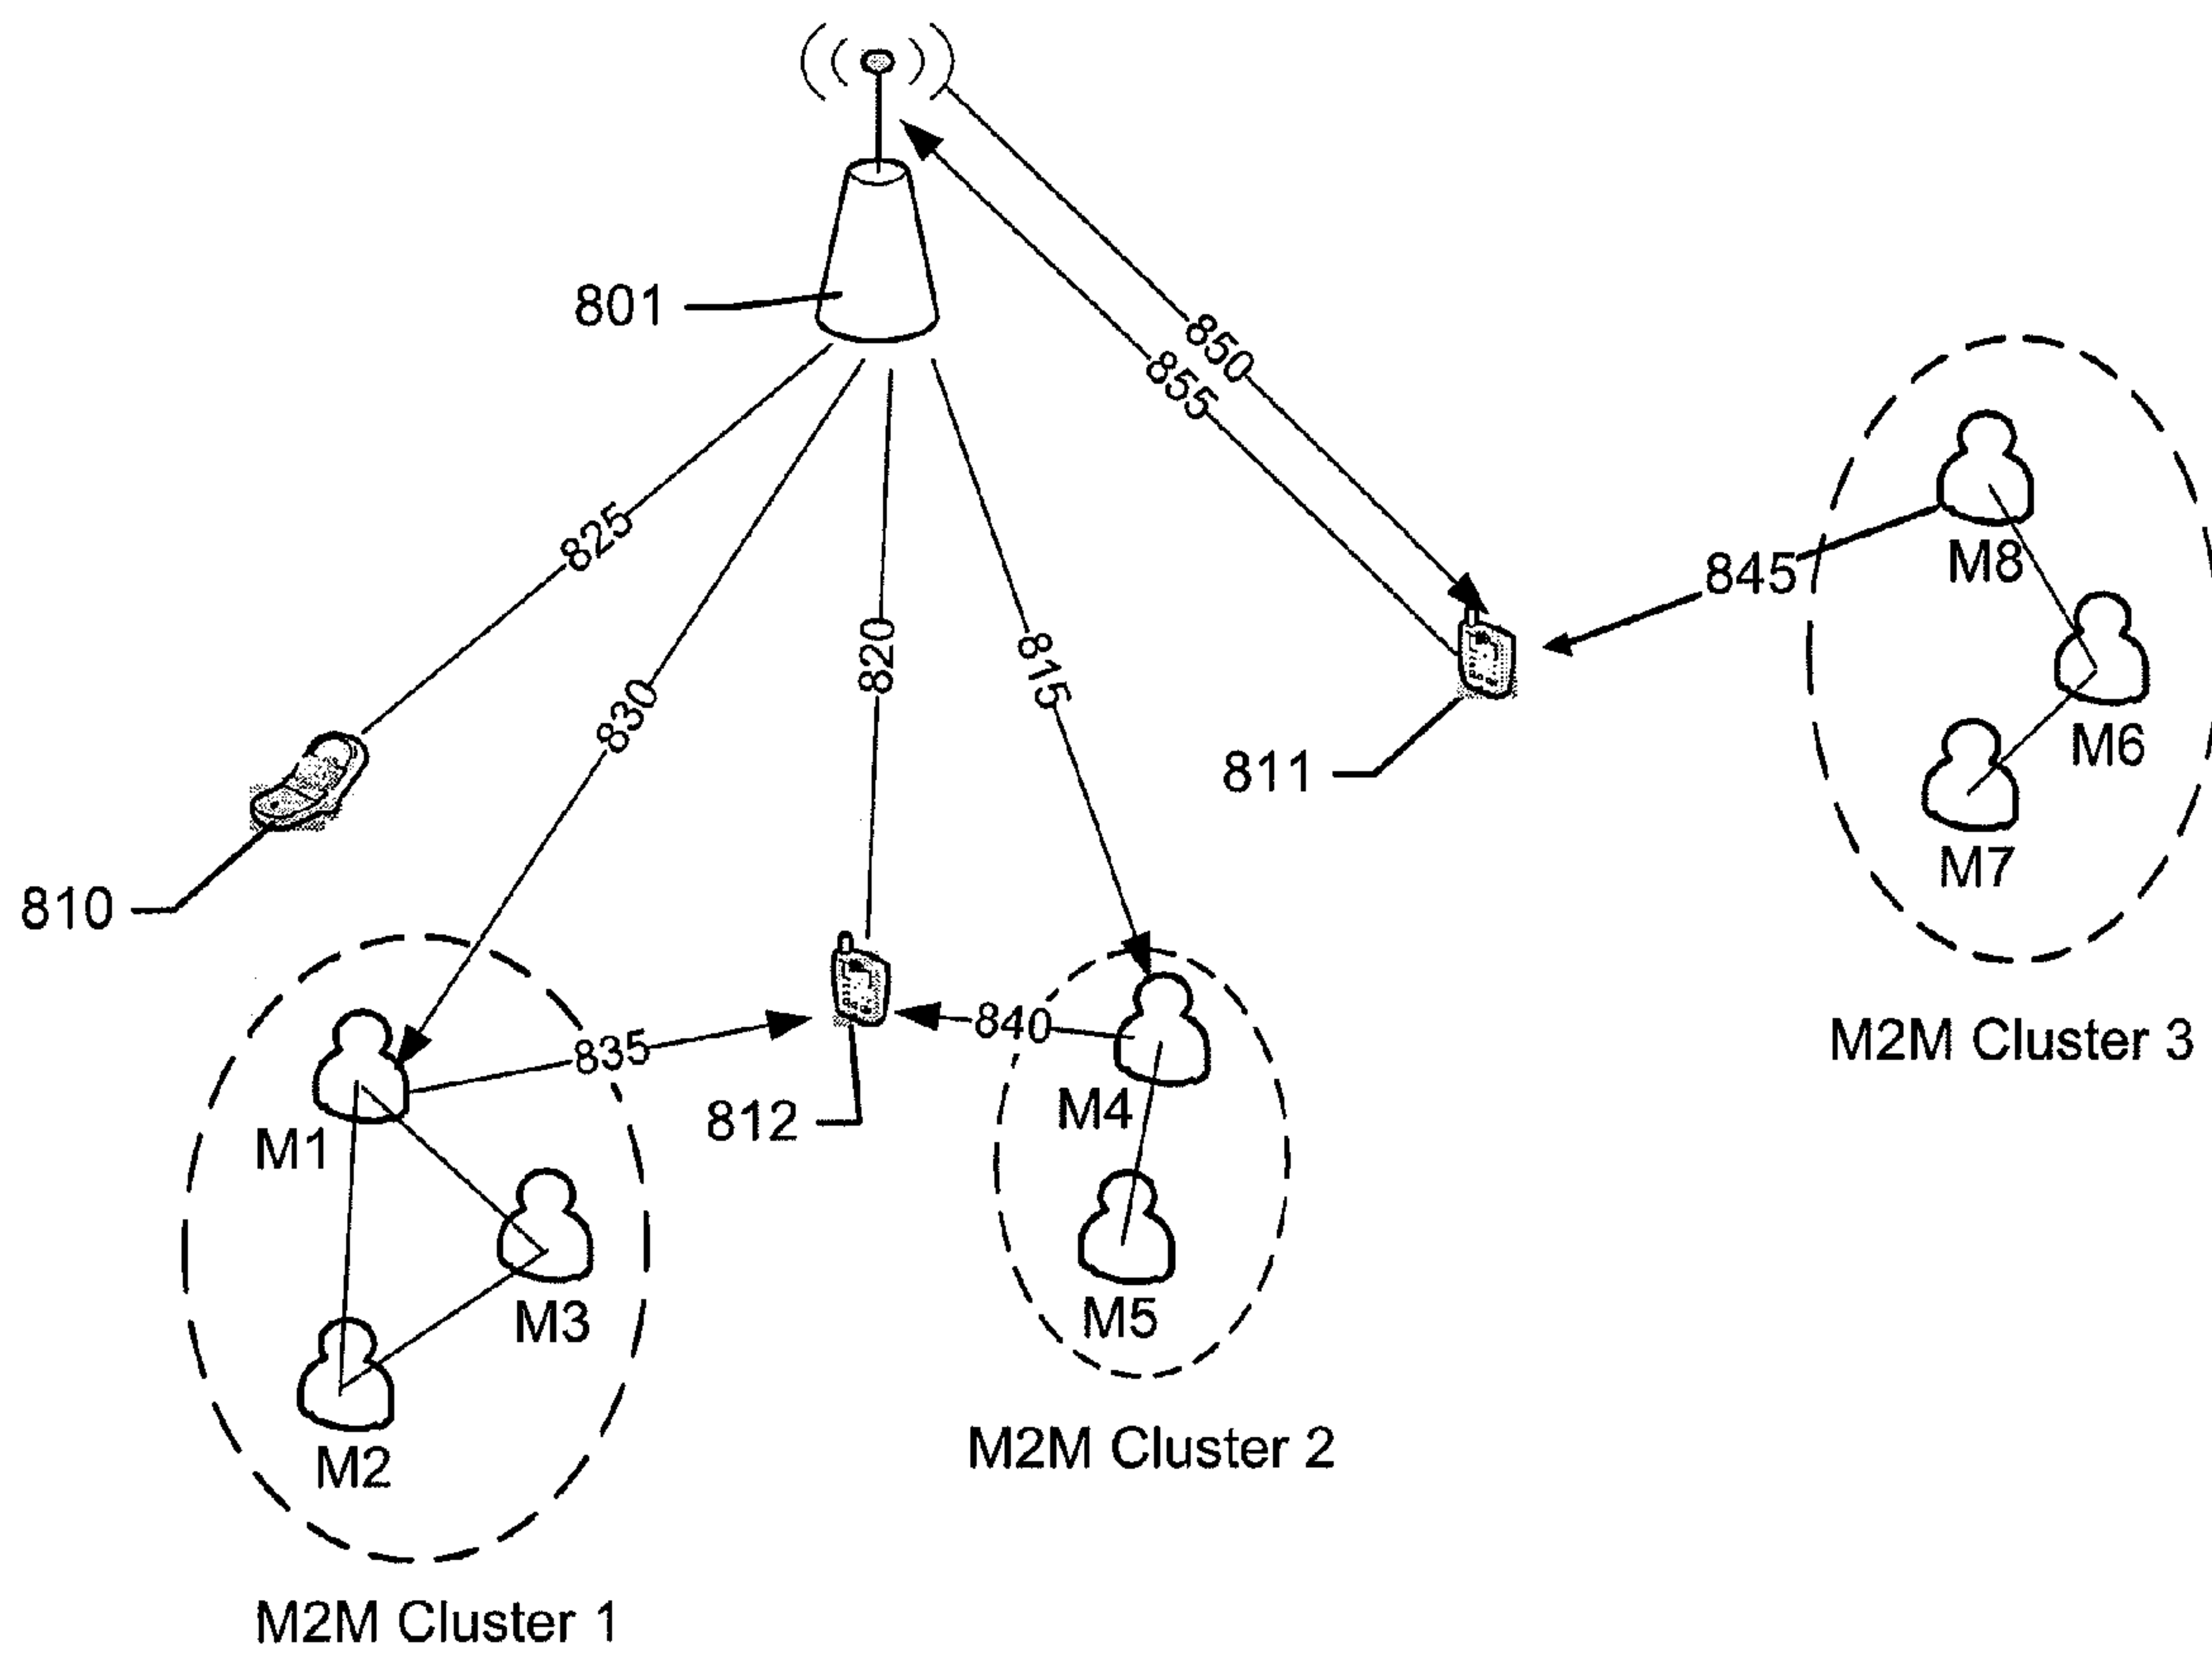 801
850
855
825
830
820
815
845
M8
M6
M7
811
810
812
835
840
M1
M3
M2
M4
M5
M2M Cluster 3
M2M Cluster 2
M2M Cluster 1